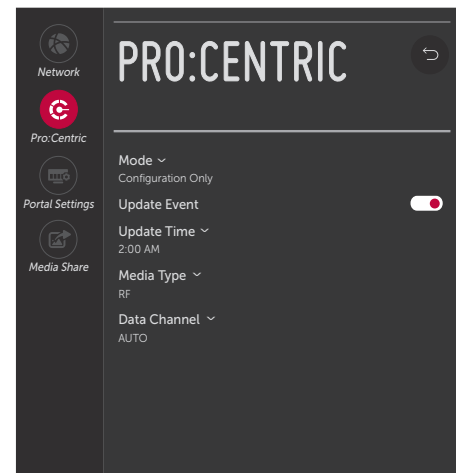 Network
Pro:Centric
Portal Settings
Media Share
PRO:CENTRIC
Mode
Configuration Only
Update Event
Update Time
2:00 AM
Media Type
RF
Data Channel
AUTO